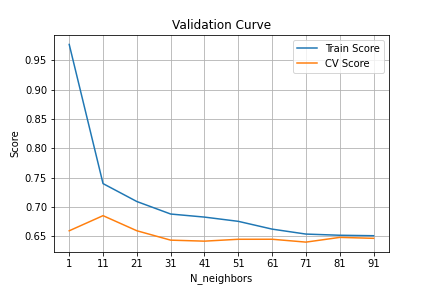 Validation Curve
Train Score
CV Score
Score
0.95
0.90
0.85
0.80
0.75
0.70
0.65
1 11 21 31 41 51 61 71 81 91
N_neighbors